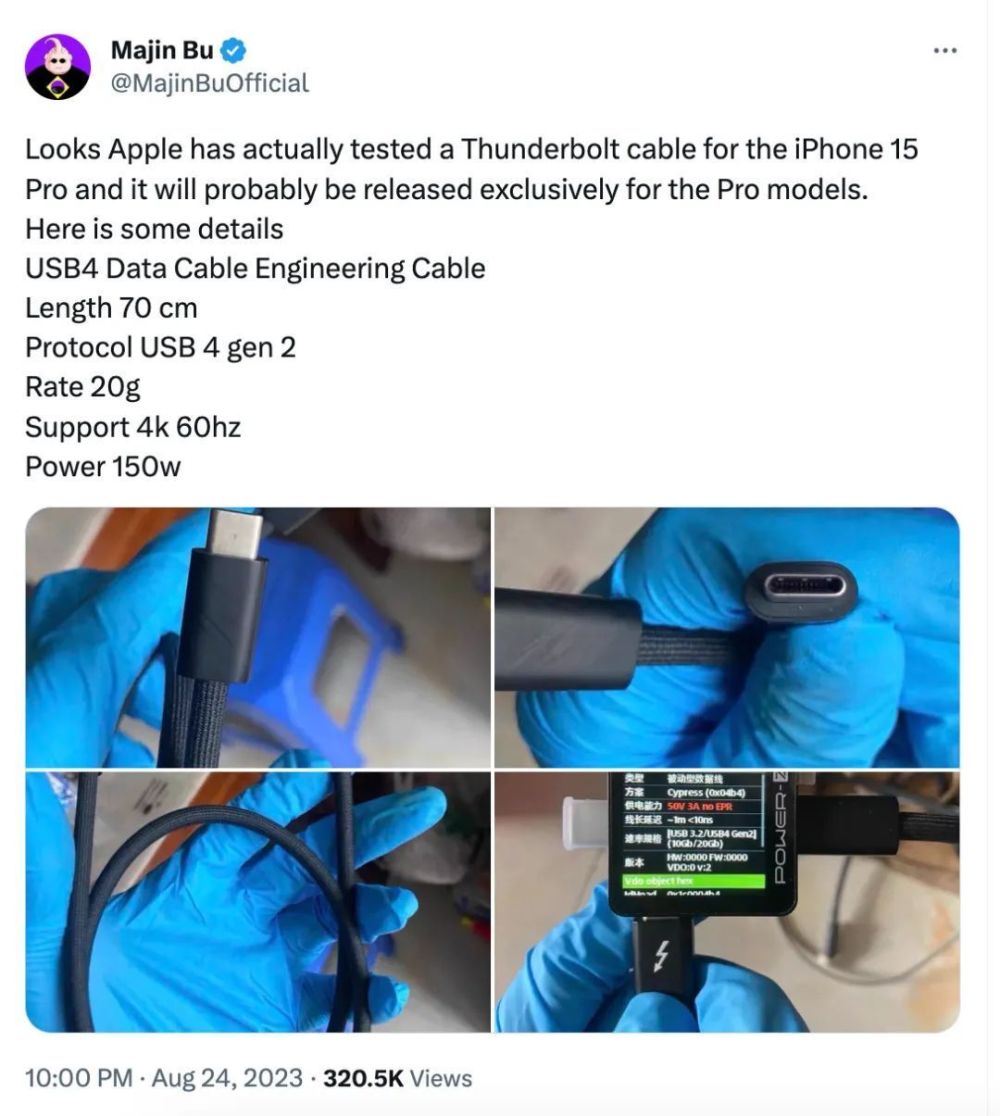 Majin Bu
@MajinBuOfficial
Looks Apple has actually tested a Thunderbolt cable for the iPhone 15
Pro and it will probably be released exclusively for the Pro models.
Here is some details
USB4 Data Cable Engineering Cable
Length 70 cm
Protocol USB 4 gen 2
Rate 20g
Support 4k 60hz
Power 150w
类型 被动型数据线
方案 Cypress (0x04b4)
供电能力 50V 3A no EPR
线长延迟 ~1m <10ns
速率规格 [USB 3.2/USB4 Gen2]
(10Gb/20Gb)
版本 HW:0000 FW:0000
VDO:0 v:2
Vdo object hex
POWER-Z
10:00 PM · Aug 24, 2023 · 320.5K Views